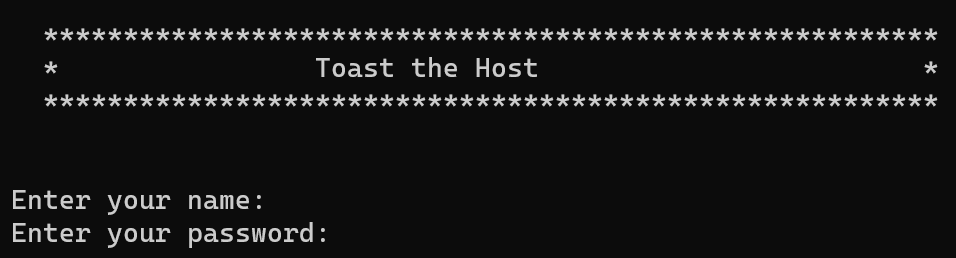 ********************************************************
  *                Toast the Host                        *
  ********************************************************
Enter your name:
Enter your password: